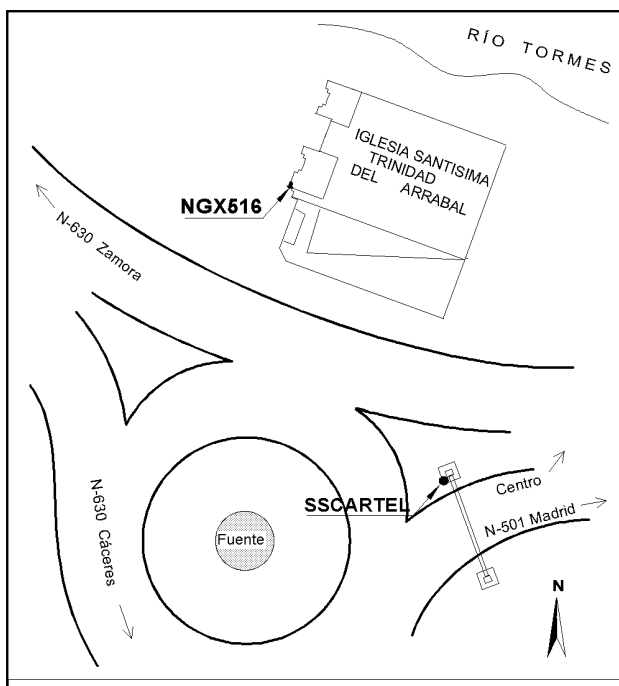 RÍO TORMES
IGLESIA SANTISIMA
TRINIDAD
DEL ARRABAL
NGX516
N-630 Zamora
SSCARTEL
Centro
N-501 Madrid
Fuente
N-630 Cáceres
N